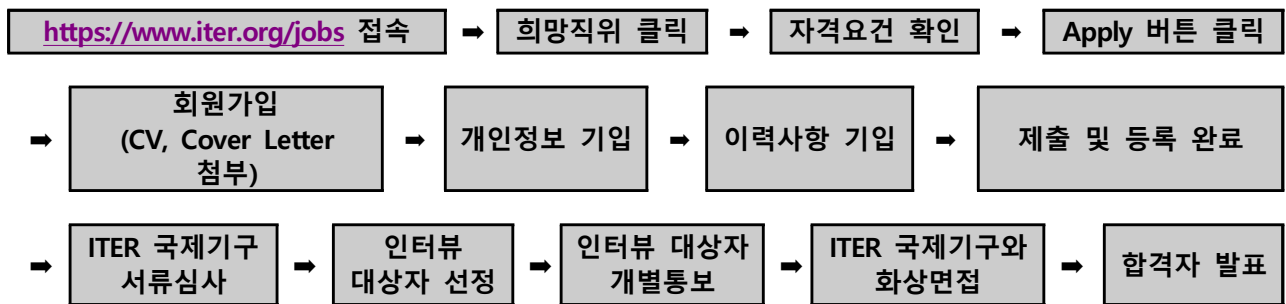 https://www.iter.org/jobs 접속 ➡ 희망직위 클릭 ➡ 자격요건 확인 ➡ Apply 버튼 클릭
➡ 회원가입
(CV, Cover Letter
첨부)
➡ 개인정보 기입 ➡ 이력사항 기입 ➡ 제출 및 등록 완료
➡ ITER 국제기구
서류심사
➡ 인터뷰
대상자 선정
➡ 인터뷰 대상자
개별통보
➡ ITER 국제기구와
화상면접
➡ 합격자 발표